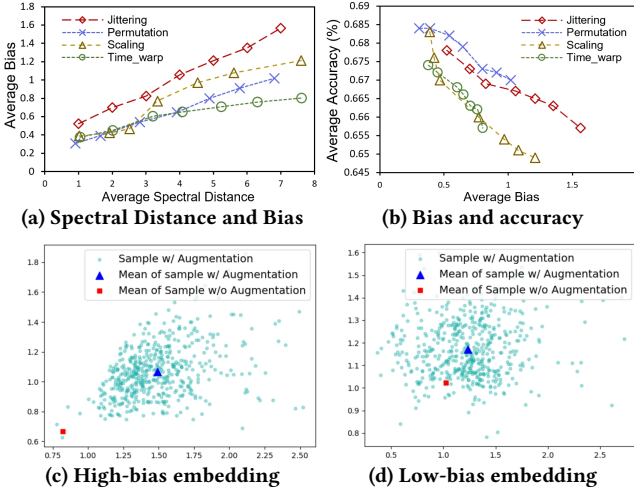 Average Bias
2
1.8
1.6
1.4
1.2
1
0.8
0.6
0.4
0.2
0
Jittering
Permutation
Scaling
Time_warp
0 1 2 3 4 5 6 7 8
Average Spectral Distance
(a) Spectral Distance and Bias
Average Accuracy (%)
0.69
0.685
0.68
0.675
0.67
0.665
0.66
0.655
0.65
0.645
Jittering
Permutation
Scaling
Time_warp
0 0.5 1 1.5
Average Bias
(b) Bias and accuracy
1.8
1.6
1.4
1.2
1.0
0.8
0.6
Sample w/ Augmentation
Mean of sample w/ Augmentation
Mean of Sample w/o Augmentation
0.75 1.00 1.25 1.50 1.75 2.00 2.25 2.50
(c) High-bias embedding
1.6
1.5
1.4
1.3
1.2
1.1
1.0
0.9
0.8
Sample w/ Augmentation
Mean of sample w/ Augmentation
Mean of Sample w/o Augmentation
0.5 1.0 1.5 2.0 2.5
(d) Low-bias embedding